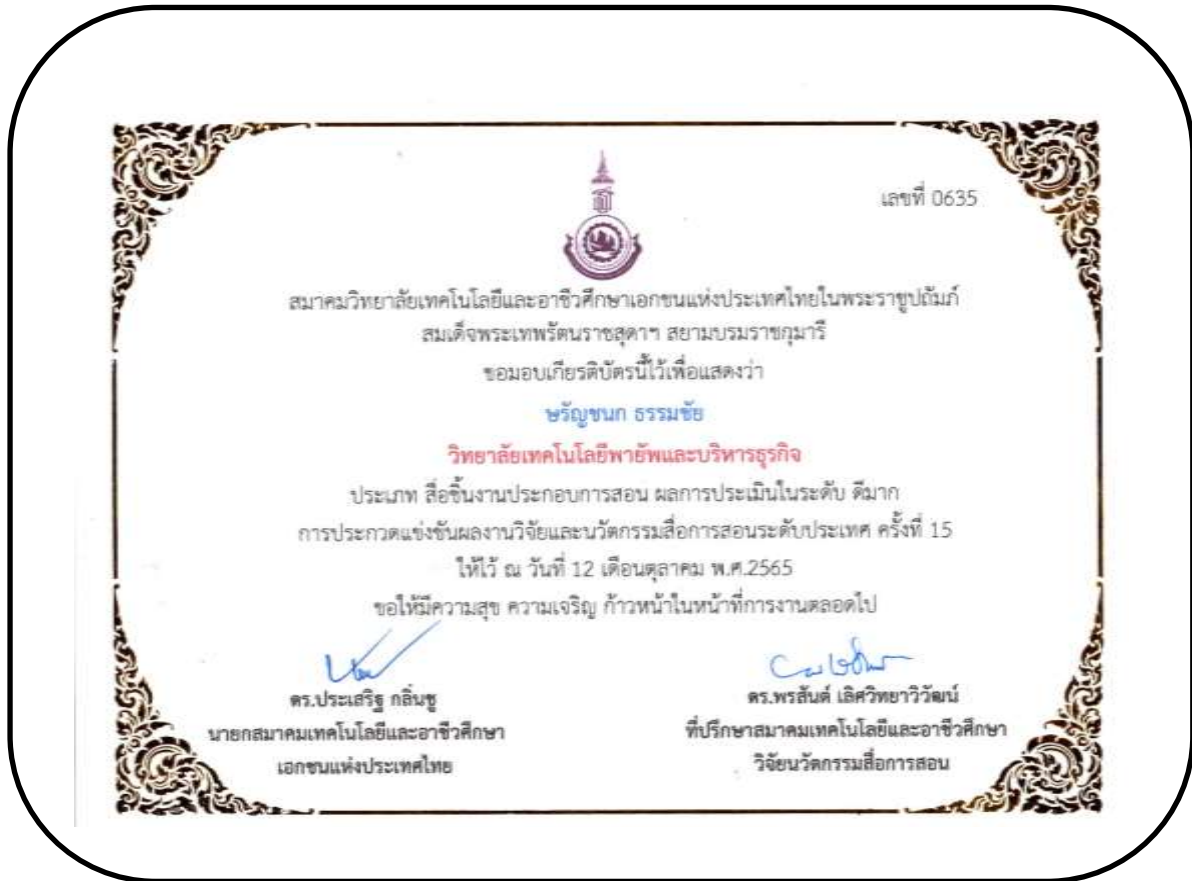 เลขที่ 0635
สมาคมวิทยาลัยเทคโนโลยีและอาชีวศึกษาเอกชนแห่งประเทศไทยในพระราชูปถัมภ์
สมเด็จพระเทพรัตนราชสุดาฯ สยามบรมราชกุมารี
ขอมอบเกียรติบัตรนี้ไว้เพื่อแสดงว่า
ษรัญชนก ธรรมชัย
วิทยาลัยเทคโนโลยีพายัพและบริหารธุรกิจ
ประเภท สื่อชิ้นงานประกอบการสอน ผลการประเมินในระดับ ดีมาก
การประกวดแข่งขันผลงานวิจัยและนวัตกรรมสื่อการสอนระดับประเทศ ครั้งที่ 15
ให้ไว้ ณ วันที่ 12 เดือนตุลาคม พ.ศ.2565
ขอให้มีความสุข ความเจริญ ก้าวหน้าในหน้าที่การงานตลอดไป
ดร.ประเสริฐ กลิ่นชู
นายกสมาคมเทคโนโลยีและอาชีวศึกษา
เอกชนแห่งประเทศไทย
ดร.พรสันต์ เลิศวิทยาวิวัฒน์
ที่ปรึกษาสมาคมเทคโนโลยีและอาชีวศึกษา
วิจัยนวัตกรรมสื่อการสอน